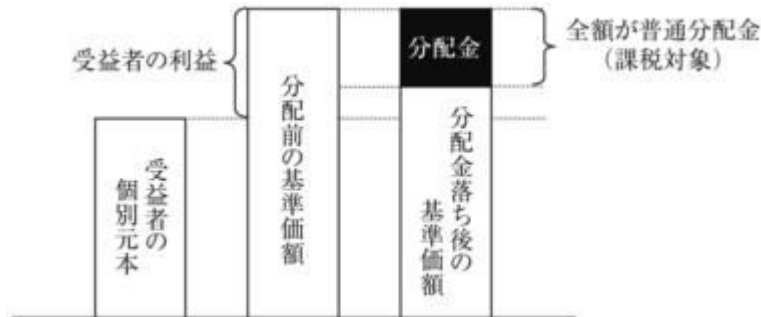 受益者の利益
受益者の
個別元本
分配前の基準価額
分配金
分配金落ち後の
基準価額
全額が普通分配金
（課税対象）